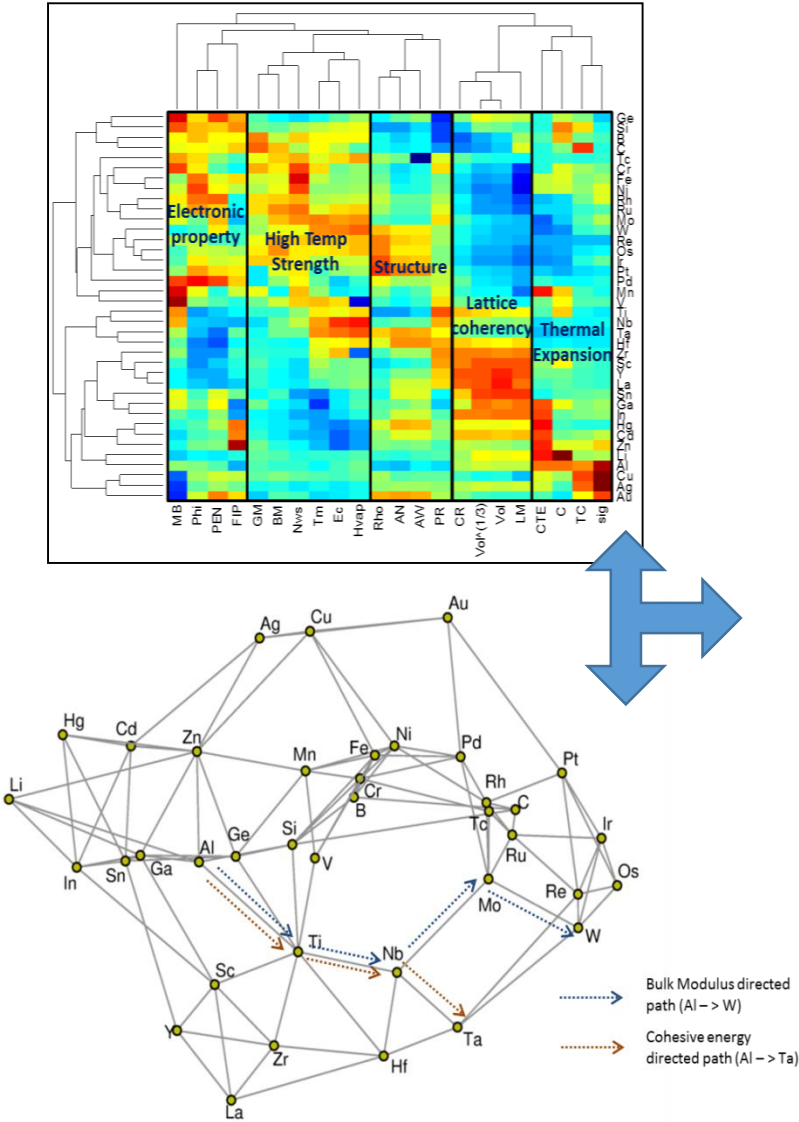 Ge
Si
B
C
Tc
Cr
Fe
Ni
Rh
Ru
Mo
W
Re
Os
Ir
Pt
Pd
Mn
V
Ti
Nb
Ta
Hf
Zr
Sc
Y
La
Sn
Ga
In
Hg
Cd
Zn
Li
Al
Cu
Ag
Au
Electronic
property
High Temp
Strength
Structure
Lattice
coherency
Thermal
Expansion
MB
Phi
PEN
FIP
GM
BM
Nws
Tm
Ec
Hvap
Rho
AN
AW
PR
CR
Vol^(1/3)
Vol
LM
CTE
C
TC
sig
Au
Ag
Cu
Hg
Cd
Zn
Mn
Fe
Ni
Pd
Pt
Li
Cr
B
Rh
C
Tc
Ir
Al
Ge
Si
V
Ru
In
Sn
Ga
Mo
Re
Os
W
Ti
Nb
Sc
Y
Zr
Hf
Ta
La
Bulk Modulus directed
path (Al – > W)
Cohesive energy
directed path (Al – > Ta)